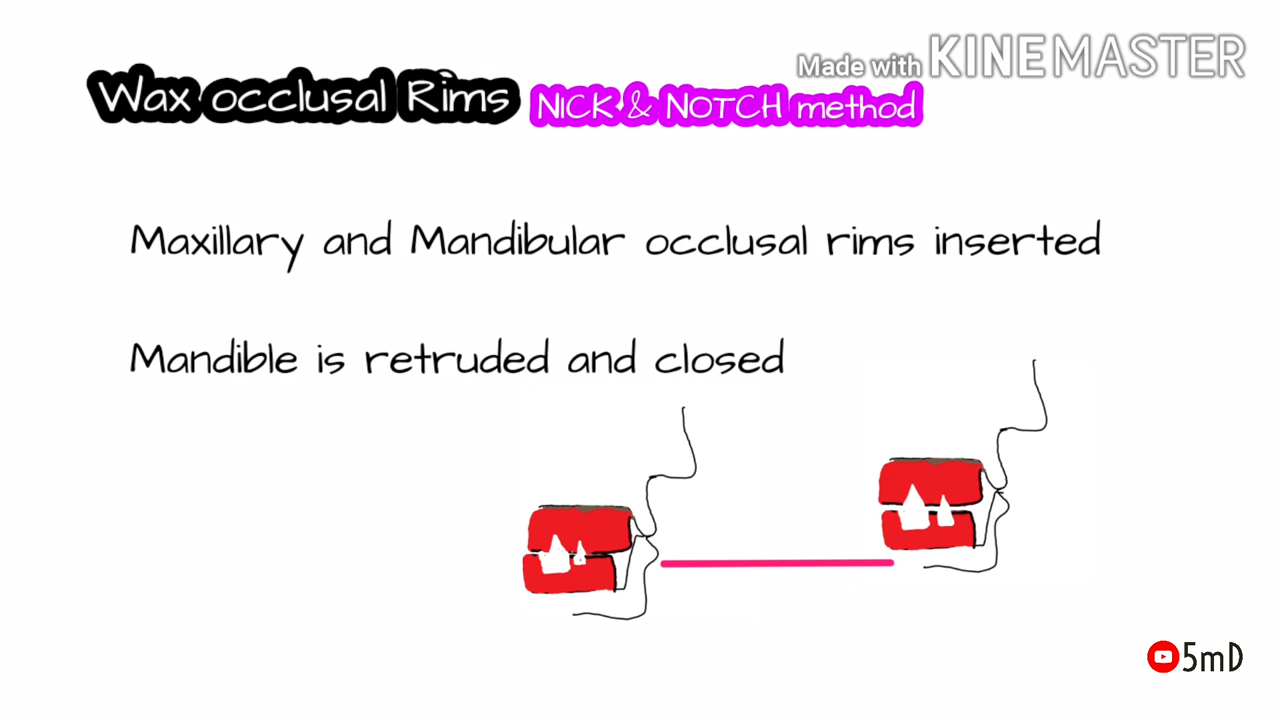 Made with KINEMASTER
Wax occlusal Rims NICK & NOTCH method
Maxillary and Mandibular occlusal rims inserted
Mandible is retruded and closed
5mD